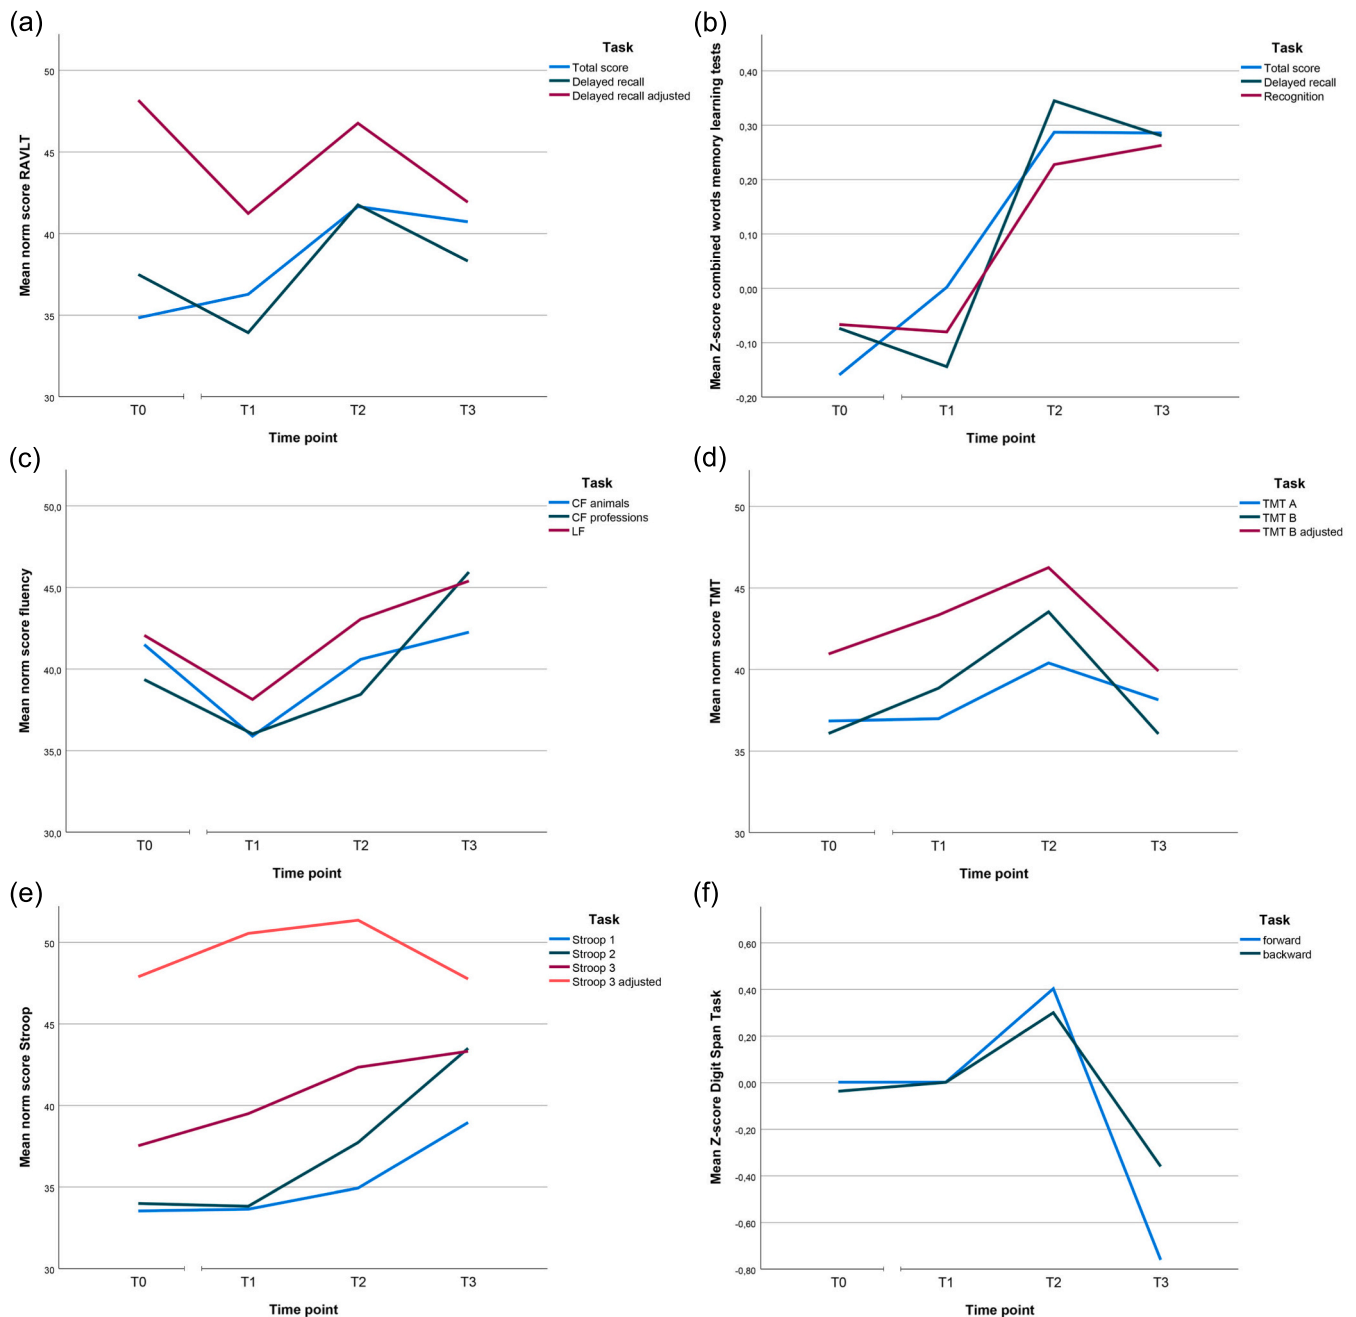 (a)
Task
Total score
Delayed recall
Delayed recall adjusted
Mean norm score RAVLT
50
45
40
35
30
T0
T1
T2
T3
Time point
(b)
Task
Total score
Delayed recall
Recognition
Mean Z-score combined words memory learning tests
0,40
0,30
0,20
0,10
0,00
-0,10
-0,20
T0
T1
T2
T3
Time point
(c)
Task
CF animals
CF professions
LF
Mean norm score fluency
50,0
45,0
40,0
35,0
30,0
T0
T1
T2
T3
Time point
(d)
Task
TMT A
TMT B
TMT B adjusted
Mean norm score TMT
50
45
40
35
30
T0
T1
T2
T3
Time point
(e)
Task
Stroop 1
Stroop 2
Stroop 3
Stroop 3 adjusted
Mean norm score Stroop
50
45
40
35
30
T0
T1
T2
T3
Time point
(f)
Task
forward
backward
Mean Z-score Digit Span Task
0,60
0,40
0,20
0,00
-0,20
-0,40
-0,60
-0,80
T0
T1
T2
T3
Time point